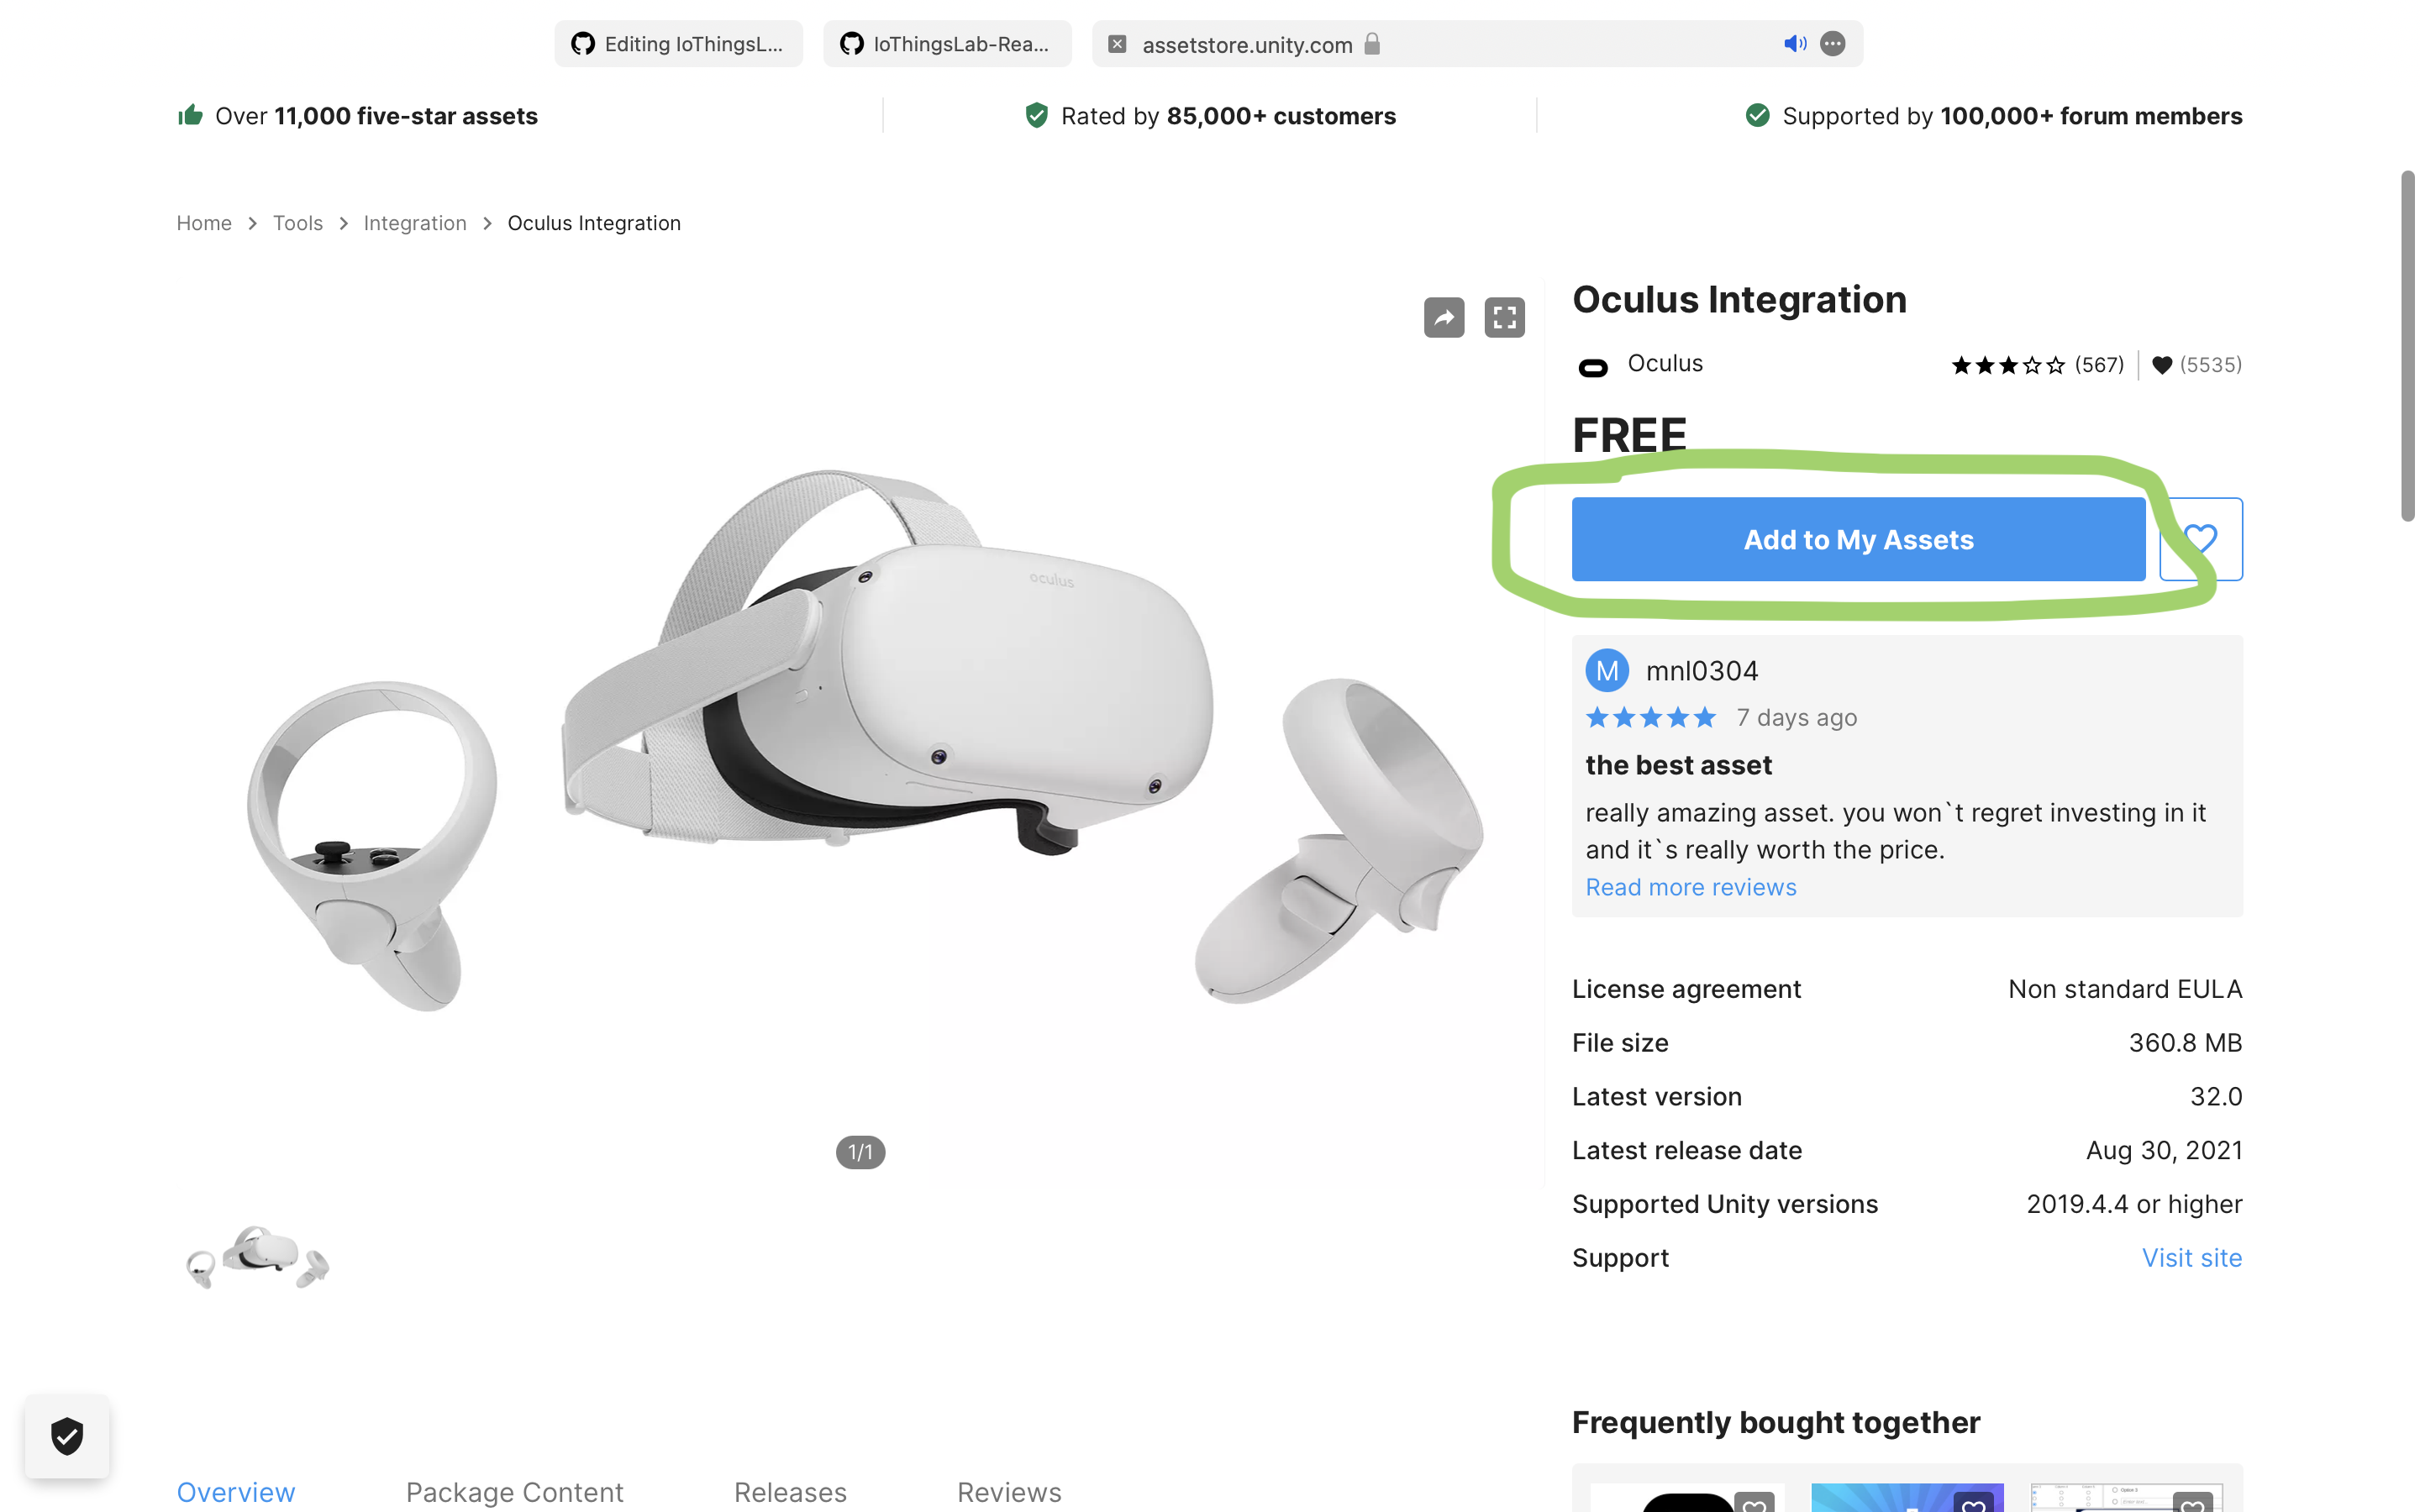 Editing IoThingsL...
IoThingsLab-Rea...
assetstore.unity.com
Over 11,000 five-star assets
Rated by 85,000+ customers
Supported by 100,000+ forum members
Home > Tools > Integration > Oculus Integration
oculus
1/1
Oculus Integration
Oculus
(567)
(5535)
FREE
Add to My Assets
M
mnl0304
7 days ago
the best asset
really amazing asset. you won`t regret investing in it
and it`s really worth the price.
Read more reviews
License agreement Non standard EULA
File size 360.8 MB
Latest version 32.0
Latest release date Aug 30, 2021
Supported Unity versions 2019.4.4 or higher
Support Visit site
Frequently bought together
Overview
Package Content
Releases
Reviews